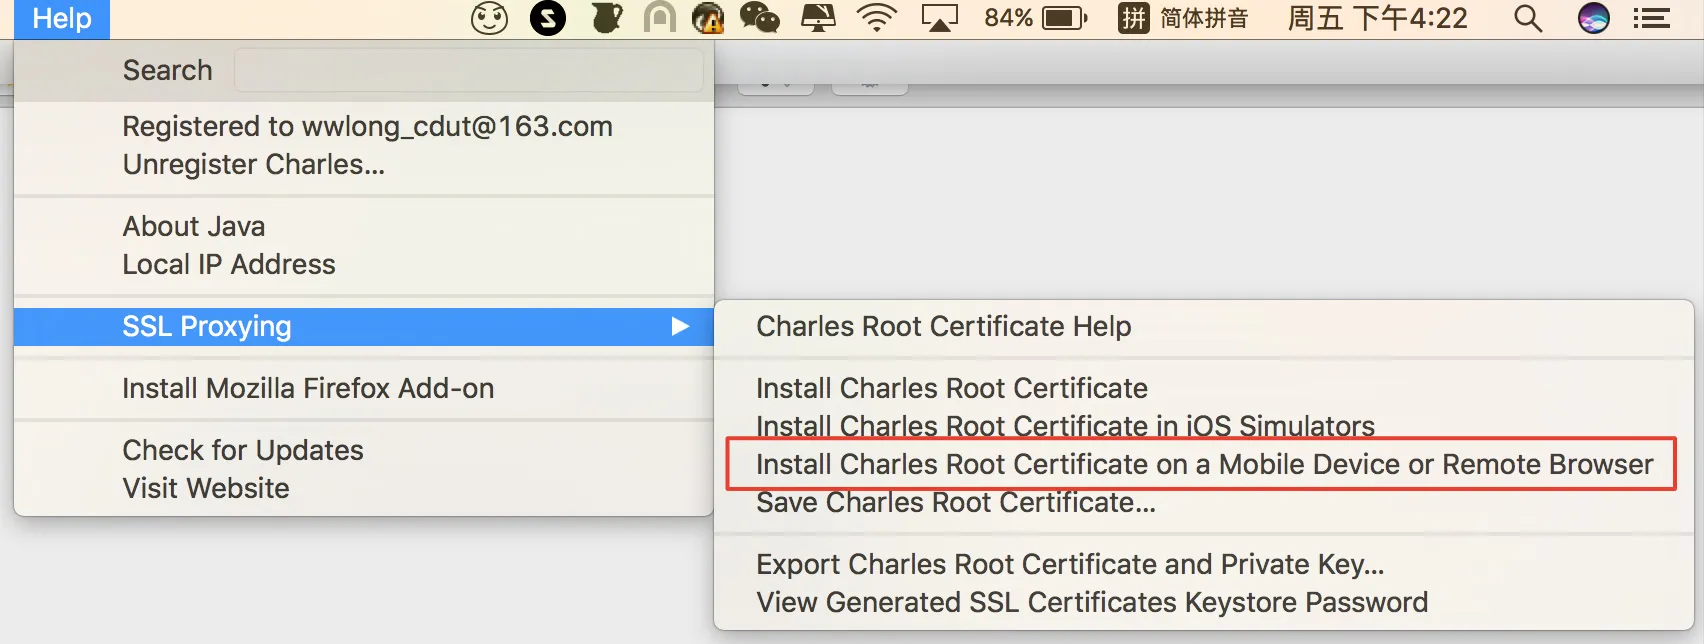 Help 84% 拼 简体拼音 周五 下午4:22
Search
Registered to wwlong_cdut@163.com
Unregister Charles...
About Java
Local IP Address
SSL Proxying
Install Mozilla Firefox Add-on
Check for Updates
Visit Website
Charles Root Certificate Help
Install Charles Root Certificate
Install Charles Root Certificate in iOS Simulators
Install Charles Root Certificate on a Mobile Device or Remote Browser
Save Charles Root Certificate...
Export Charles Root Certificate and Private Key...
View Generated SSL Certificates Keystore Password